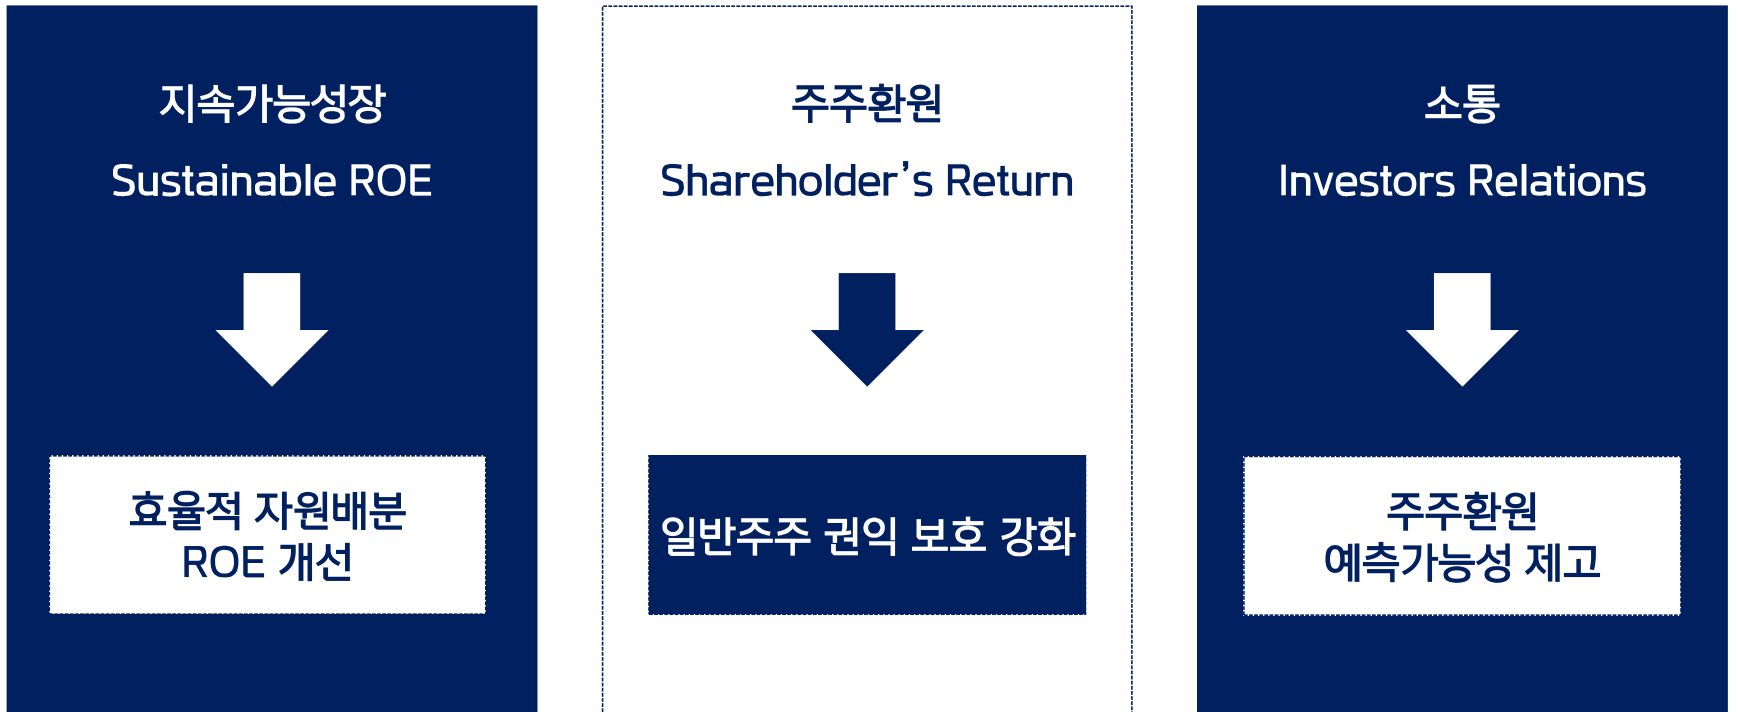 지속가능성장
Sustainable ROE
효율적 자원배분
ROE 개선
주주환원
Shareholder’s Return
일반주주 권익 보호 강화
소통
Investors Relations
주주환원
예측가능성 제고